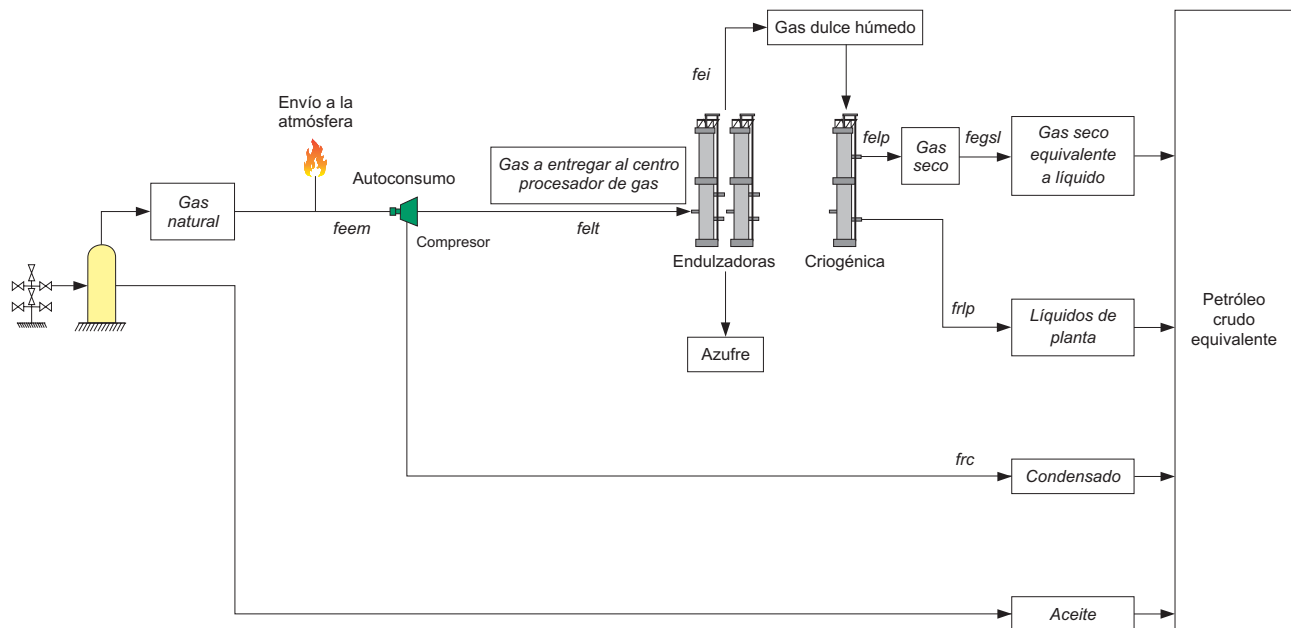 Gas dulce húmedo
fei
Envío a la
atmósfera
felp
Gas
seco
fegsl
Gas seco
equivalente
a líquido
Gas a entregar al centro
procesador de gas
Autoconsumo
Gas
natural
feem
Compresor
felt
Endulzadoras
Criogénica
frlp
Líquidos de
planta
Petróleo
crudo
equivalente
Azufre
frc
Condensado
Aceite